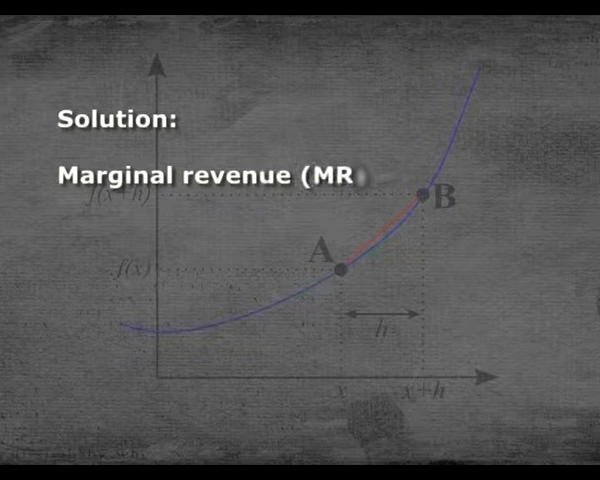 Solution:
Marginal revenue (MR)
f(x+h)
B
A
f(x)
h
x
x+h